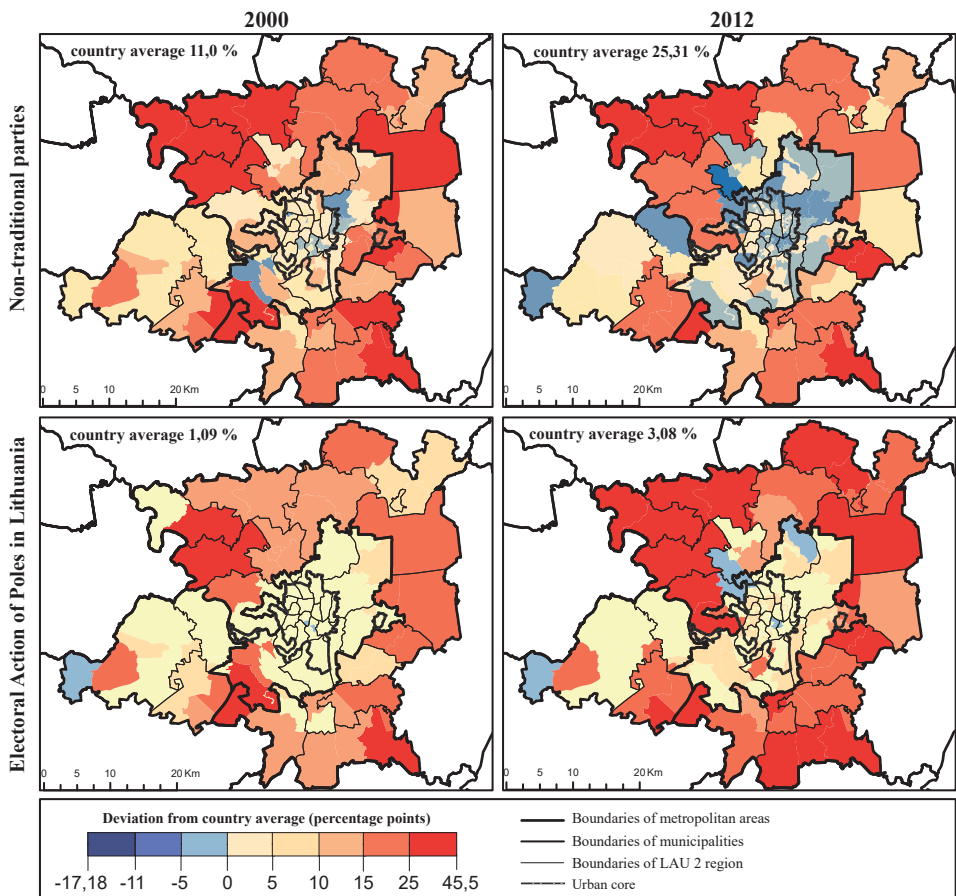 2000
2012
Non-traditional parties
country average 11,0 %
0 5 10 20 Km
country average 25,31 %
0 5 10 20 Km
Electoral Action of Poles in Lithuania
country average 1,09 %
0 5 10 20 Km
country average 3,08 %
0 5 10 20 Km
Deviation from country average (percentage points)
-17,18 -11 -5 0 5 10 15 25 45,5
Boundaries of metropolitan areas
Boundaries of municipalities
Boundaries of LAU 2 region
Urban core